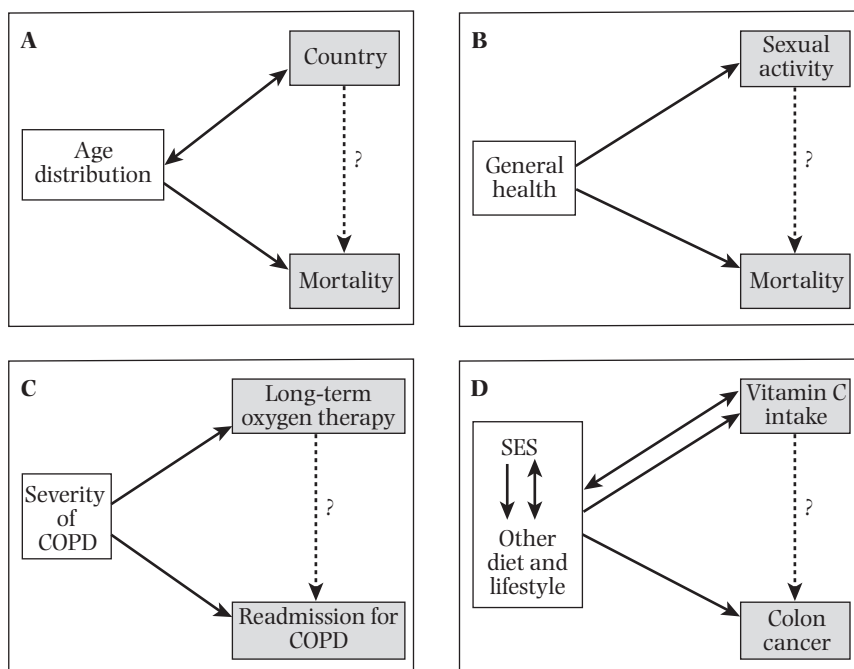 A
Country
Age
distribution
?
Mortality
B
Sexual
activity
General
health
?
Mortality
C
Long-term
oxygen therapy
Severity
of
COPD
?
Readmission for
COPD
D
Vitamin C
intake
SES
Other
diet and
lifestyle
?
Colon
cancer